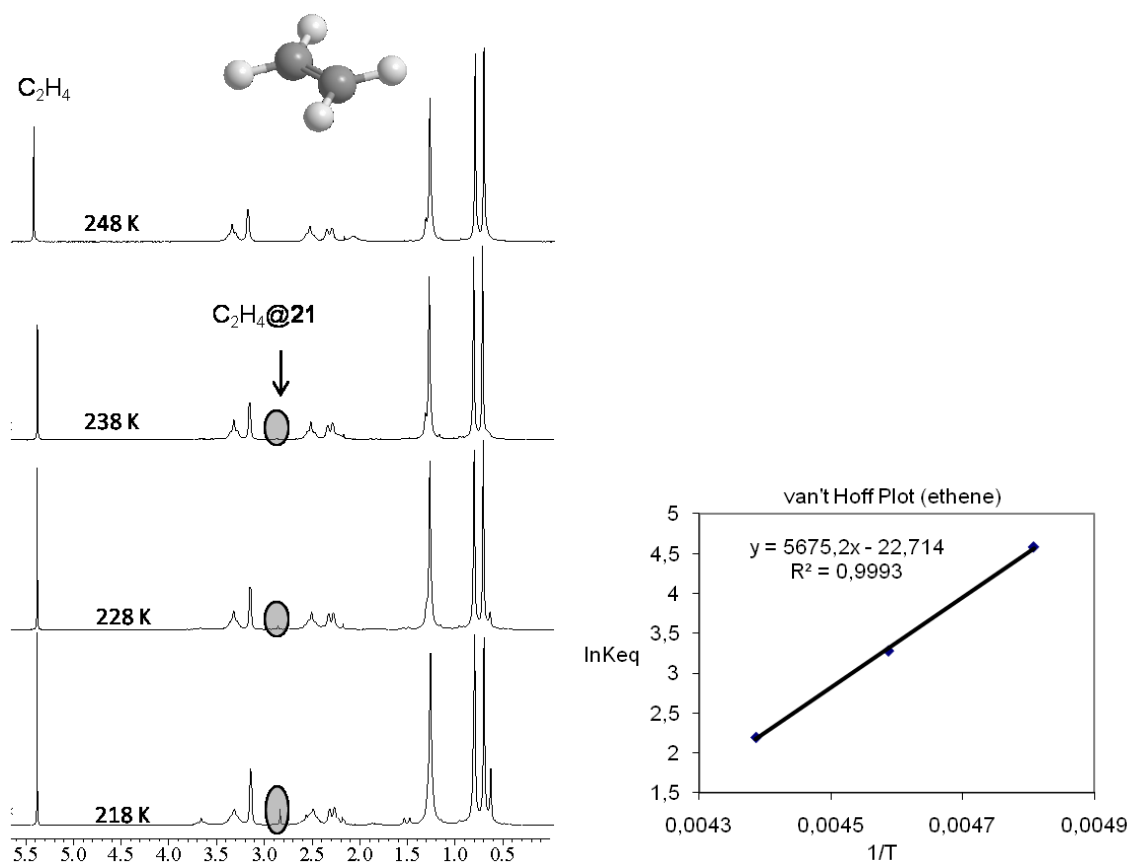 C₂H₄
248 K
C₂H₄@21
238 K
228 K
218 K
5.5 5.0 4.5 4.0 3.5 3.0 2.5 2.0 1.5 1.0 0.5
van't Hoff Plot (ethene)
y = 5675,2x - 22,714
R² = 0,9993
lnKeq
5
4,5
4
3,5
3
2,5
2
1,5
0,0043 0,0045 0,0047 0,0049
1/T